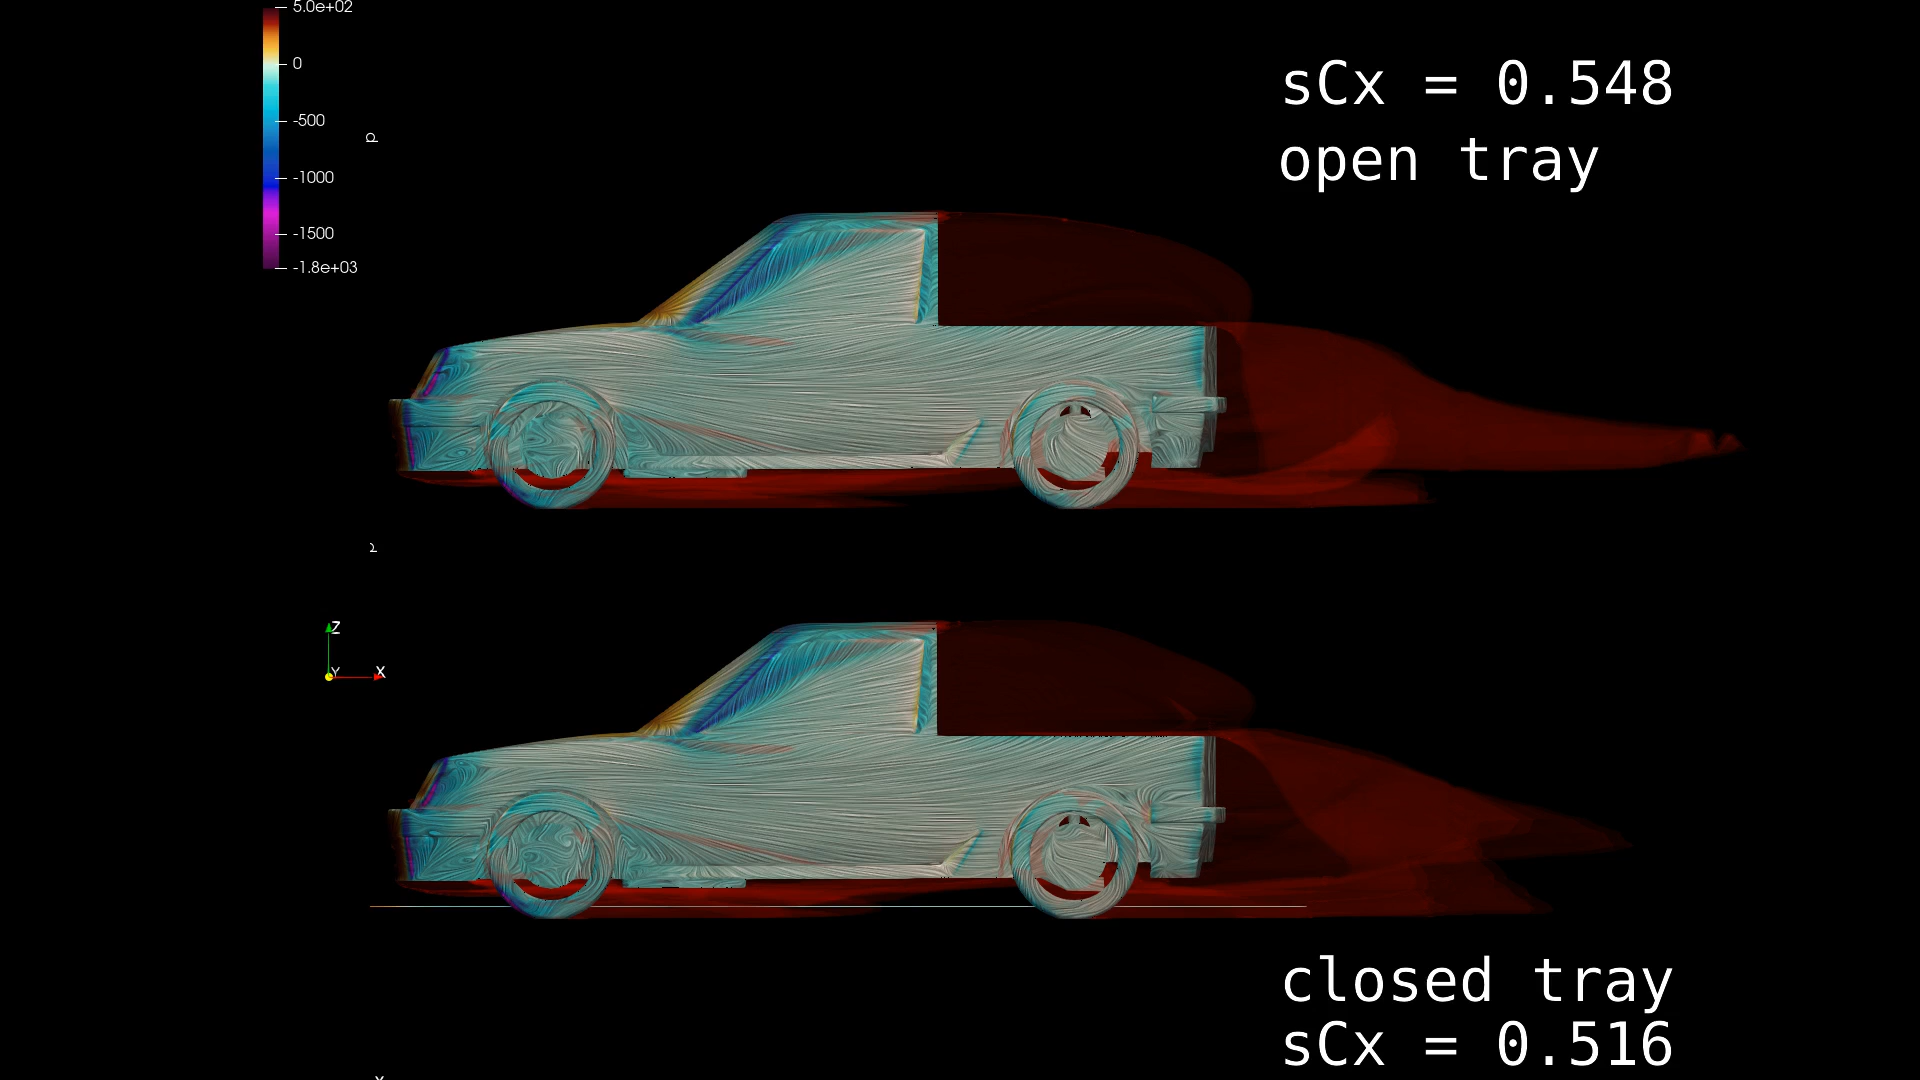 5.0e+02
0
-500
-1000
-1500
-1.8e+03
p
sCx = 0.548
open tray
Z
Y
X
closed tray
sCx = 0.516